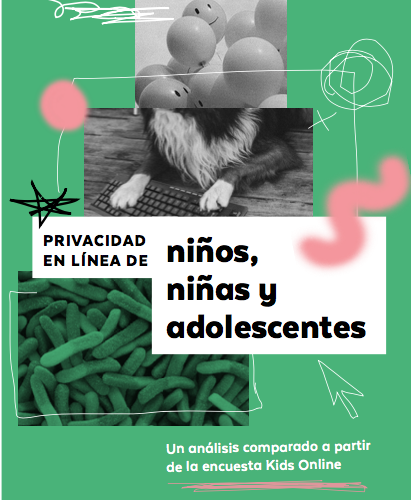 PRIVACIDAD
EN LÍNEA DE
niños,
niñas y
adolescentes
Un análisis comparado a partir
de la encuesta Kids Online